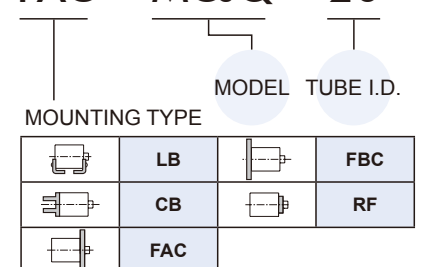 MODEL TUBE I.D.
MOUNTING TYPE
LB FBC
CB RF
FAC